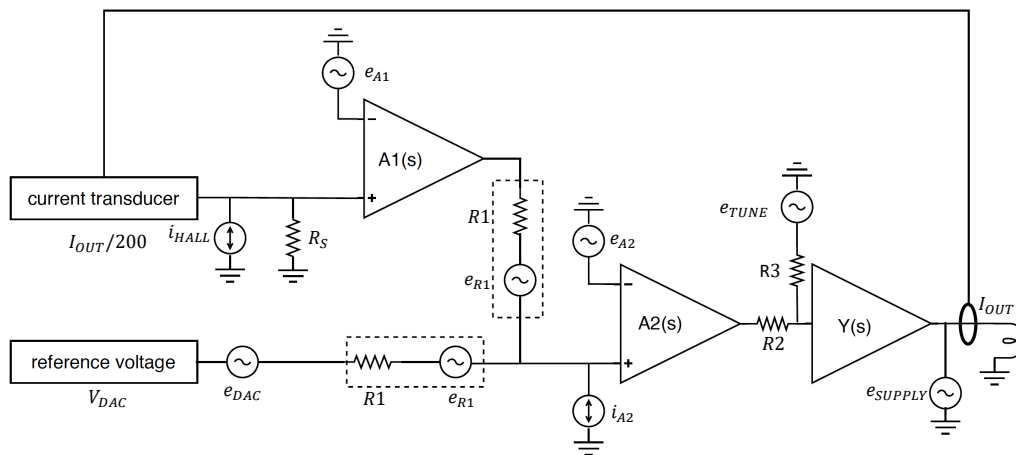 e_A1
−
A1(s)
+
current transducer
I_OUT/200
i_HALL
R_S
R1
e_R1
e_TUNE
e_A2
R3
−
A2(s)
+
R2
Y(s)
I_OUT
reference voltage
V_DAC
e_DAC
R1
e_R1
i_A2
e_SUPPLY